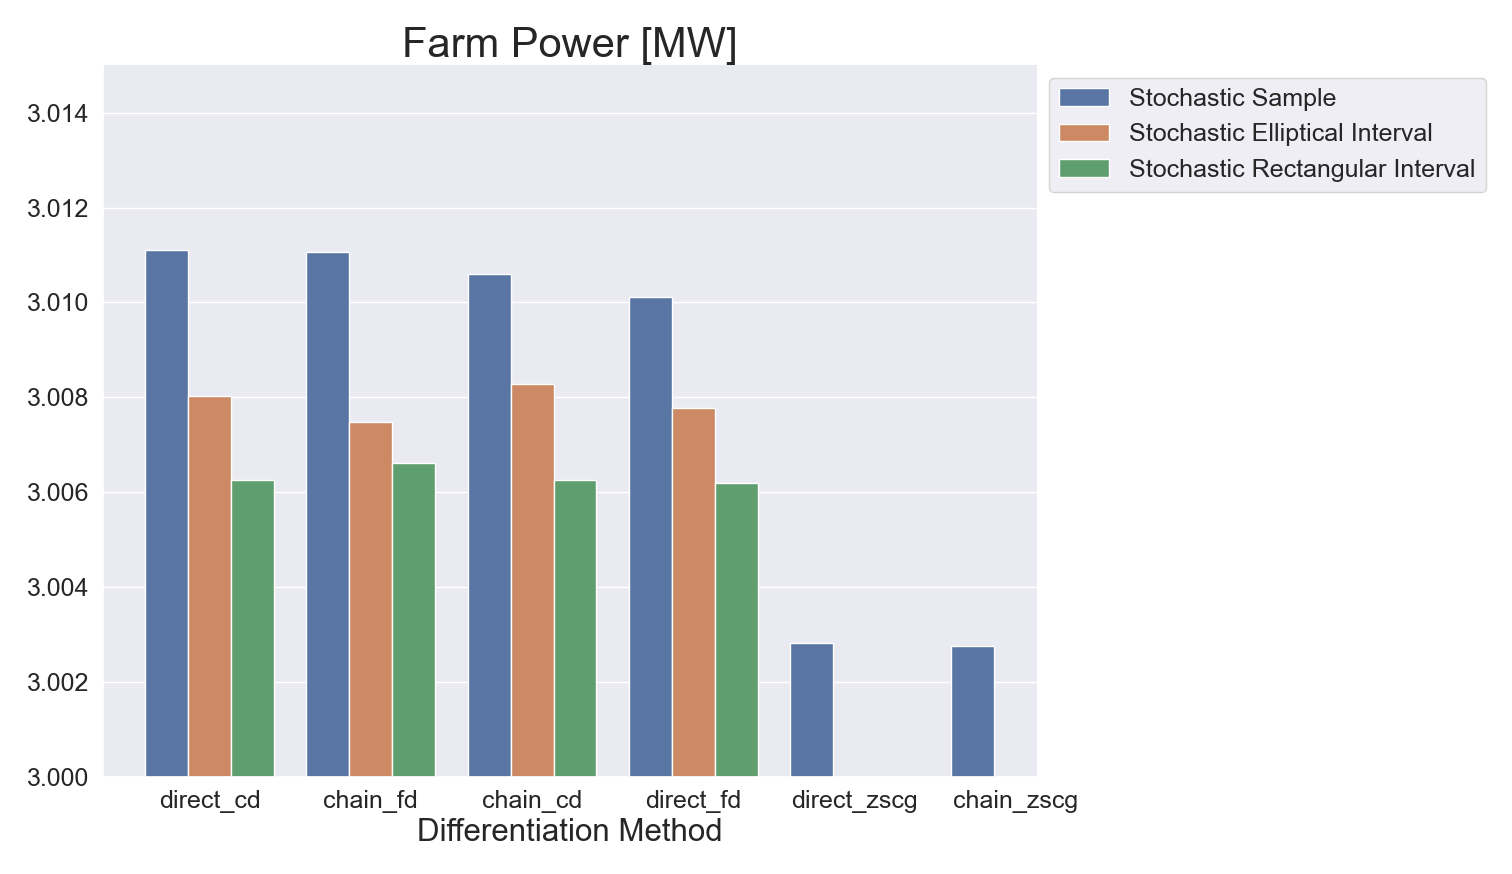 Farm Power [MW]
3.014
3.012
3.010
3.008
3.006
3.004
3.002
3.000
direct_cd
chain_fd
chain_cd
direct_fd
direct_zscg
chain_zscg
Differentiation Method
Stochastic Sample
Stochastic Elliptical Interval
Stochastic Rectangular Interval